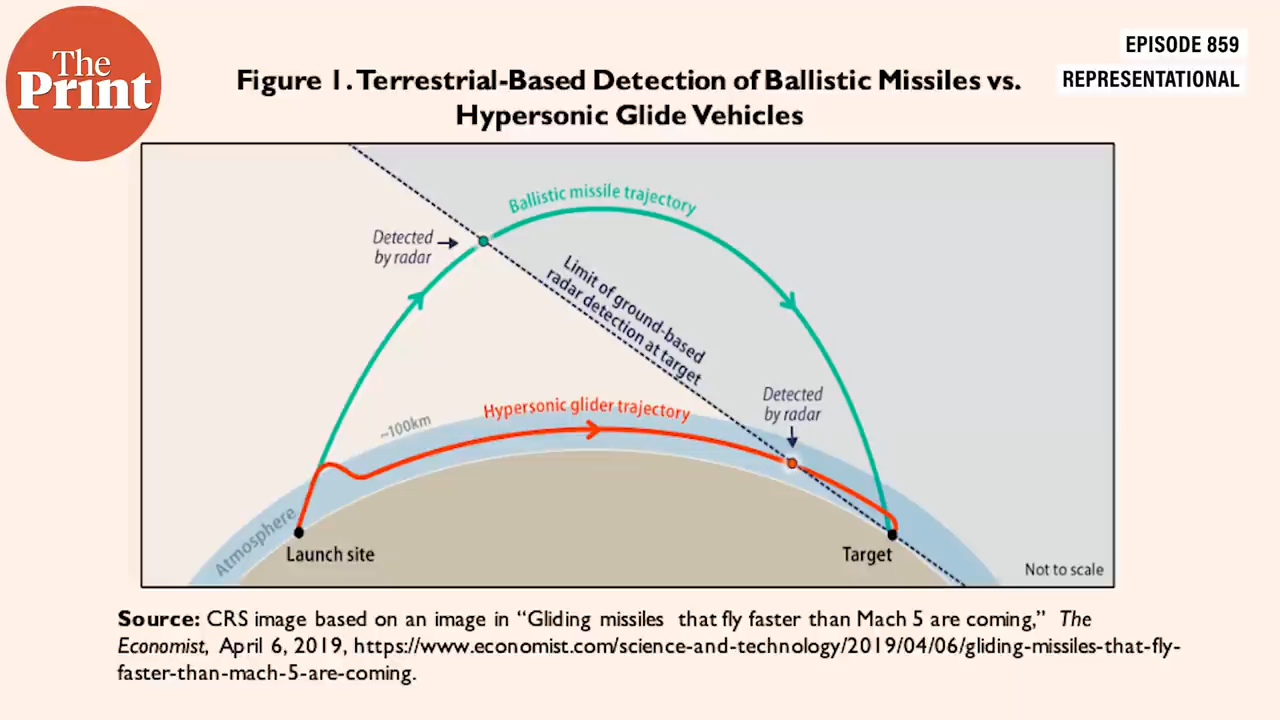 The
Print
EPISODE 859
REPRESENTATIONAL
Figure 1. Terrestrial-Based Detection of Ballistic Missiles vs.
Hypersonic Glide Vehicles
Ballistic missile trajectory
Detected
by radar
Limit of ground-based
radar detection at target
Detected
by radar
Hypersonic glider trajectory
~100km
Atmosphere
Launch site
Target
Not to scale
Source: CRS image based on an image in “Gliding missiles that fly faster than Mach 5 are coming,” The
Economist, April 6, 2019, https://www.economist.com/science-and-technology/2019/04/06/gliding-missiles-that-fly-
faster-than-mach-5-are-coming.